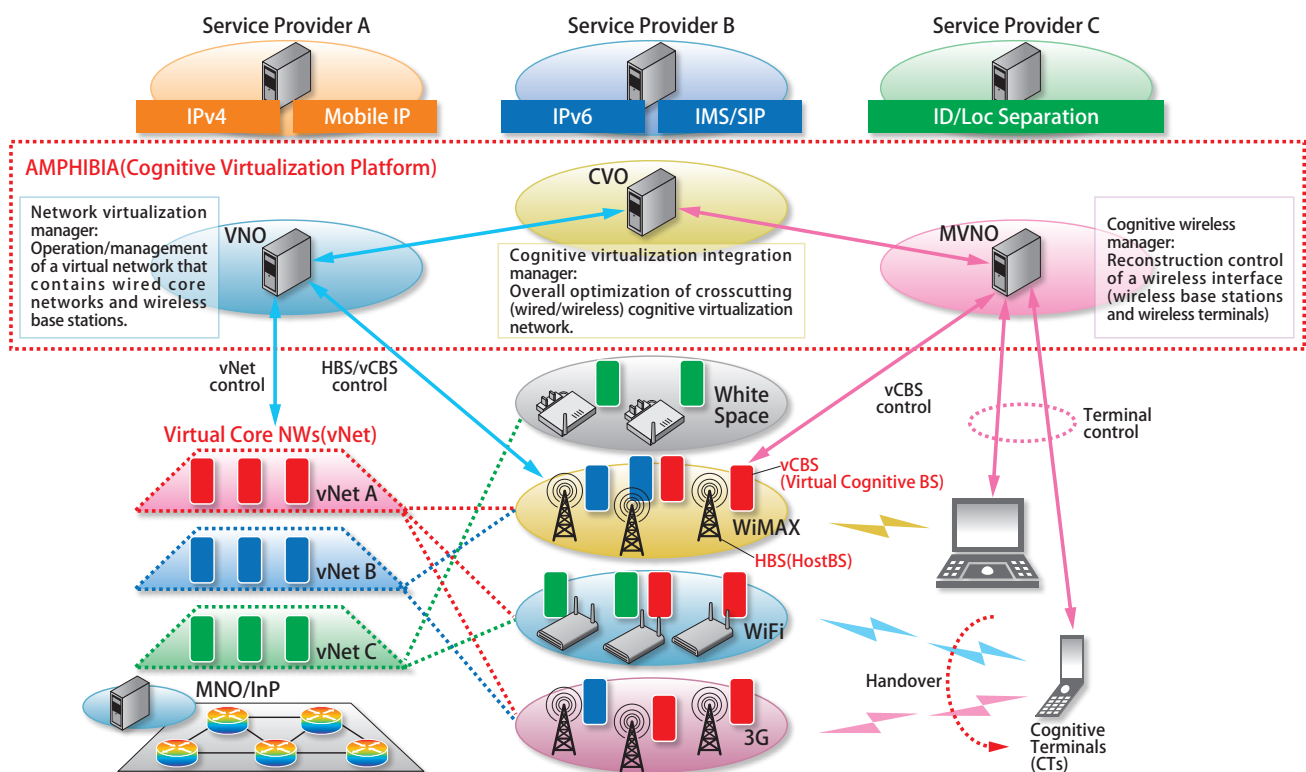 Service Provider A
Service Provider B
Service Provider C
IPv4
Mobile IP
IPv6
IMS/SIP
ID/Loc Separation
AMPHIBIA(Cognitive Virtualization Platform)
CVO
Network virtualization
manager:
Operation/management
of a virtual network that
contains wired core
networks and wireless
base stations.
VNO
Cognitive virtualization integration
manager:
Overall optimization of crosscutting
(wired/wireless) cognitive virtualization
network.
MVNO
Cognitive wireless
manager:
Reconstruction control
of a wireless interface
(wireless base stations
and wireless terminals)
vNet
control
HBS/vCBS
control
White
Space
vCBS
control
Terminal
control
Virtual Core NWs(vNet)
vNet A
vNet B
vNet C
vCBS
(Virtual Cognitive BS)
WiMAX
HBS(HostBS)
WiFi
MNO/InP
3G
Handover
Cognitive
Terminals
(CTs)